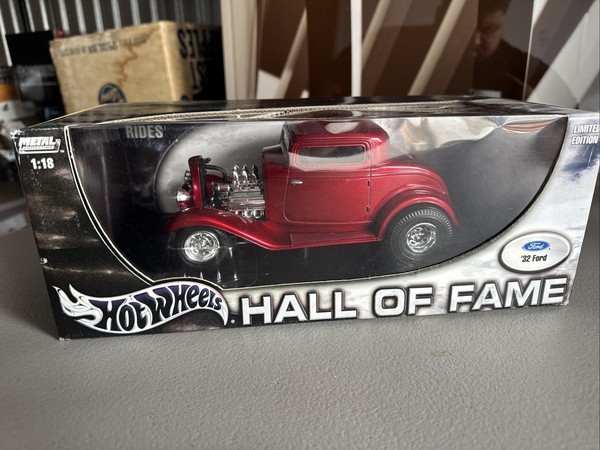 METAL
1:18
RIDES
LIMITED
EDITION
Ford
'32 Ford
Hot Wheels
HALL OF FAME